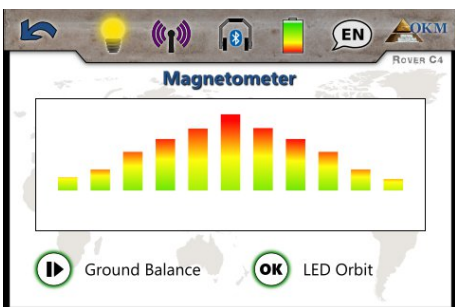 EN
OKM
ROVER C4
Magnetometer
Ground Balance
OK LED Orbit